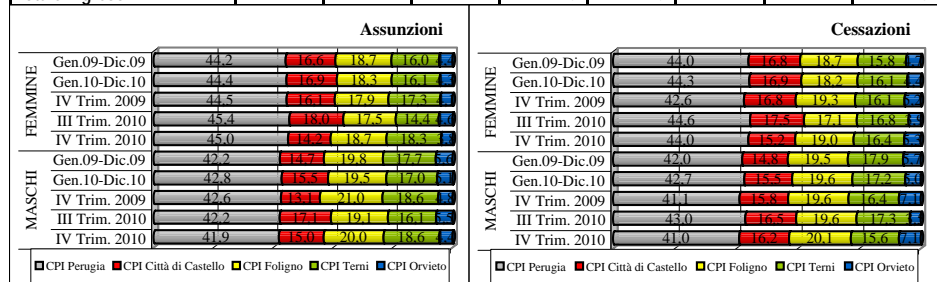 Assunzioni
FEMMINE
Gen.09-Dic.09 44,2 16,6 18,7 16,0
Gen.10-Dic.10 44,4 16,9 18,3 16,1
IV Trim. 2009 44,5 16,1 17,9 17,3
III Trim. 2010 45,4 18,0 17,5 14,4
IV Trim. 2010 45,0 14,2 18,7 18,3
MASCHI
Gen.09-Dic.09 42,2 14,7 19,8 17,7
Gen.10-Dic.10 42,8 15,5 19,5 17,0
IV Trim. 2009 42,6 13,1 21,0 18,6
III Trim. 2010 42,2 17,1 19,1 16,1
IV Trim. 2010 41,9 15,0 20,0 18,6
CPI Perugia CPI Città di Castello CPI Foligno CPI Terni CPI Orvieto
Cessazioni
FEMMINE
Gen.09-Dic.09 44,0 16,8 18,7 15,8
Gen.10-Dic.10 44,3 16,9 18,2 16,1
IV Trim. 2009 42,6 16,8 19,3 16,1
III Trim. 2010 44,6 17,5 17,1 16,8
IV Trim. 2010 44,0 15,2 19,0 16,4
MASCHI
Gen.09-Dic.09 42,0 14,8 19,5 17,9
Gen.10-Dic.10 42,7 15,5 19,6 17,2
IV Trim. 2009 41,1 15,8 19,6 16,4 7,1
III Trim. 2010 43,0 16,5 19,6 17,3
IV Trim. 2010 41,0 16,2 20,1 15,6 7,1
CPI Perugia CPI Città di Castello CPI Foligno CPI Terni CPI Orvieto